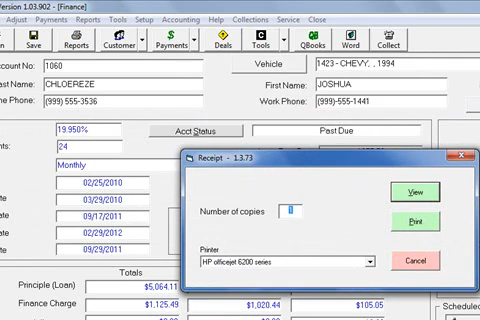 Version 1.03.902 - [Finance]
Adjust Payments Reports Tools Setup Accounting Help Collections Service Close
Save Reports Customer Payments Deals Tools QBooks Word Collect
Account No: 1060 Vehicle 1423 - CHEVY, , 1994
Last Name: CHLOEREZE First Name: JOSHUA
Home Phone: (999) 555-3536 Work Phone: (999) 555-1441
19.950% Acct Status Past Due
24
Monthly
Receipt - 1.3.73
02/25/2010
03/29/2010
09/17/2011
02/29/2012
09/29/2011
View
Number of copies 1
Print
Printer
HP officejet 6200 series
Cancel
Totals
Principle (Loan) $5,064.11
Finance Charge $1,125.49 $1,020.44 $105.05
Scheduled